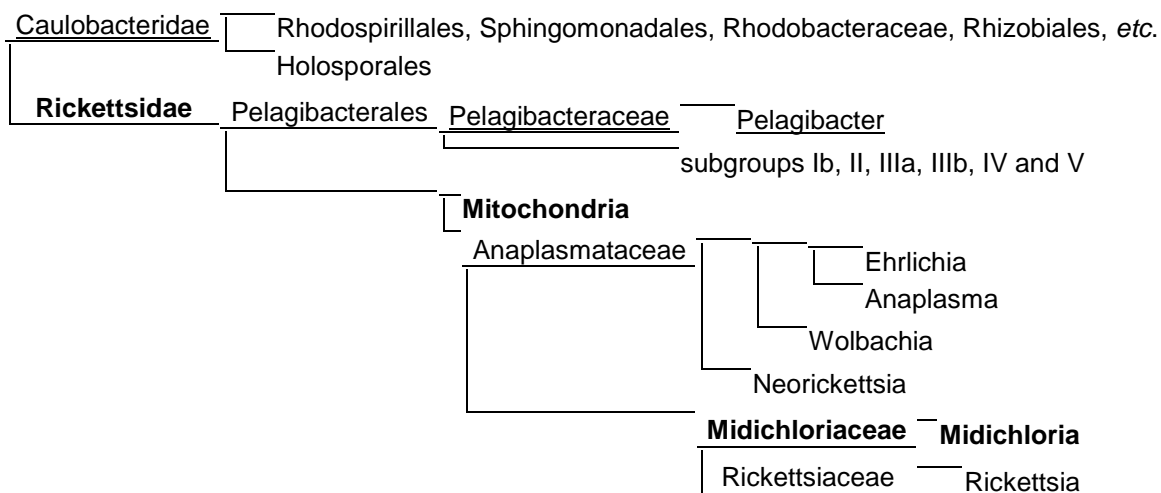 Caulobacteridae
Rhodospirillales, Sphingomonadales, Rhodobacteraceae, Rhizobiales, etc.
Holosporales
Rickettsidae
Pelagibacterales
Pelagibacteraceae
Pelagibacter
subgroups Ib, II, IIIa, IIIb, IV and V
Mitochondria
Anaplasmataceae
Ehrlichia
Anaplasma
Wolbachia
Neorickettsia
Midichloriaceae
Midichloria
Rickettsiaceae
Rickettsia